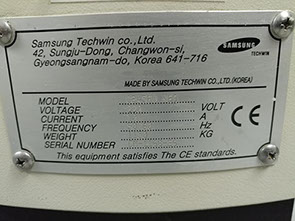 Samsung Techwin co.,Ltd.
42, Sungju-Dong, Changwon-si,
Gyeongsangnam-do, Korea 641-716
SAMSUNG
TECHWIN
MADE BY SAMSUNG TECHWIN CO.,LTD.(KOREA)
MODEL
VOLTAGE VOLT
CURRENT A
FREQUENCY Hz
WEIGHT KG
SERIAL NUMBER
CE
This equipment satisfies The CE standards.